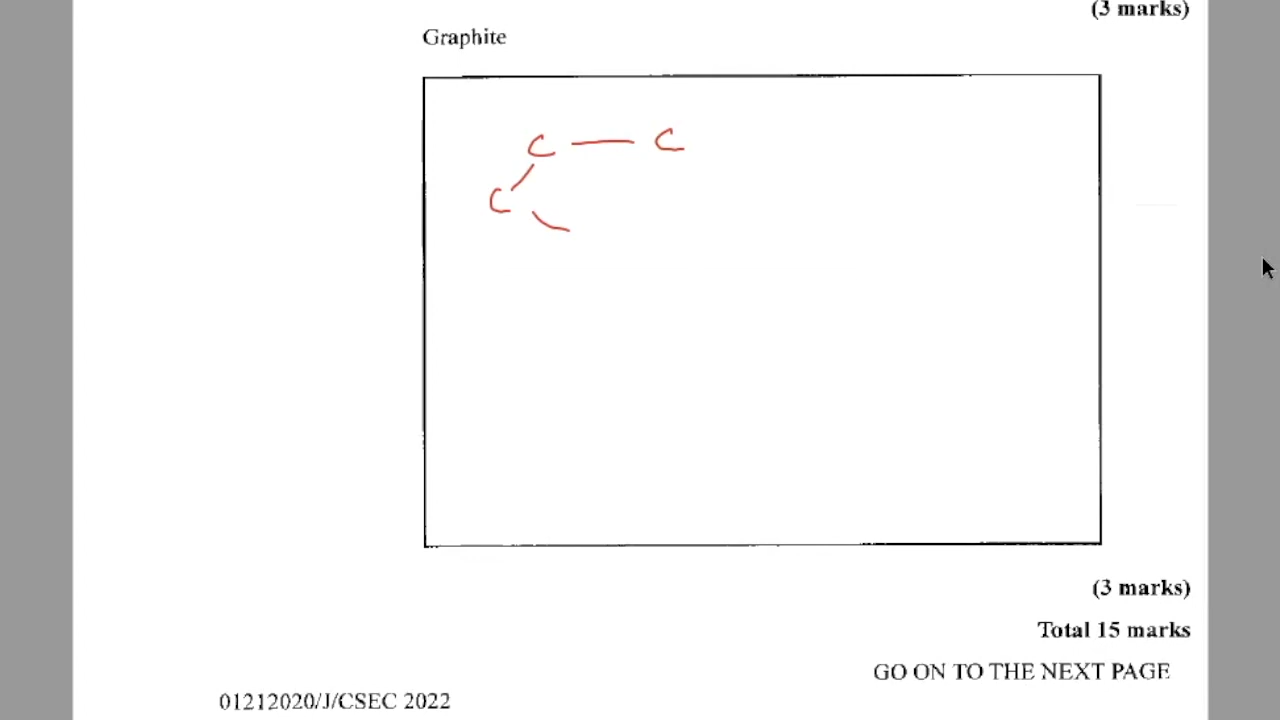 (3 marks)
Graphite
C — C
C
(3 marks)
Total 15 marks
GO ON TO THE NEXT PAGE
01212020/J/CSEC 2022